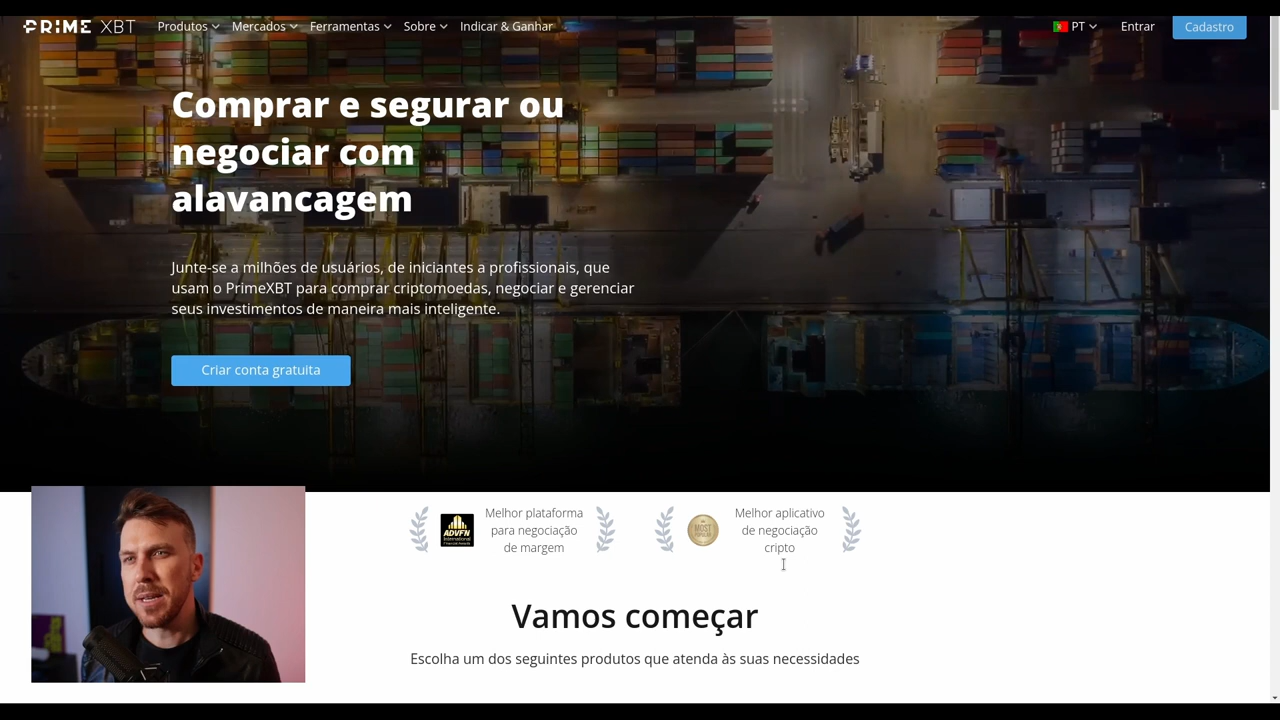 PRIME XBT
Produtos
Mercados
Ferramentas
Sobre
Indicar & Ganhar
PT
Entrar
Cadastro
Comprar e segurar ou
negociar com
alavancagem
Junte-se a milhões de usuários, de iniciantes a profissionais, que
usam o PrimeXBT para comprar criptomoedas, negociar e gerenciar
seus investimentos de maneira mais inteligente.
Criar conta gratuita
ADVFN
International
Melhor plataforma
para negociação
de margem
MOST
Melhor aplicativo
de negociação
cripto
Vamos começar
Escolha um dos seguintes produtos que atenda às suas necessidades